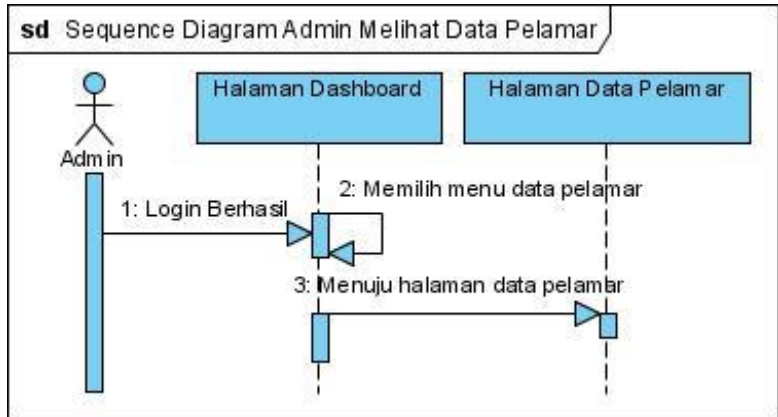 sd Sequence Diagram Admin Melihat Data Pelamar
Halaman Dashboard
Halaman Data Pelamar
Admin
1: Login Berhasil
2: Memilih menu data pelamar
3: Menuju halaman data pelamar